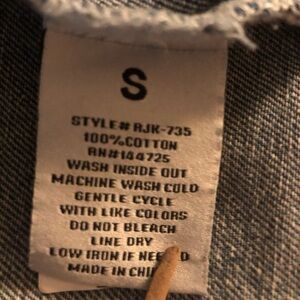 S
STYLE# RJK-735
100%COTTON
RN#144725
WASH INSIDE OUT
MACHINE WASH COLD
GENTLE CYCLE
WITH LIKE COLORS
DO NOT BLEACH
LINE DRY
LOW IRON IF
MADE IN